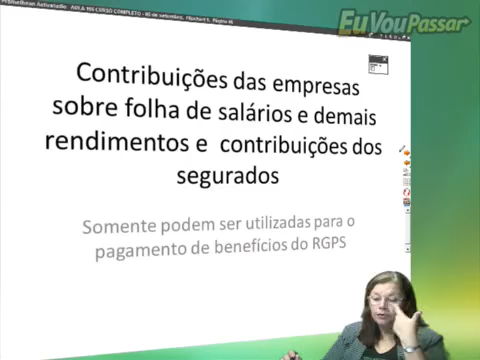 EuVouPassar
Contribuições das empresas
sobre folha de salários e demais
rendimentos e contribuições dos
segurados
Somente podem ser utilizadas para o
pagamento de benefícios do RGPS